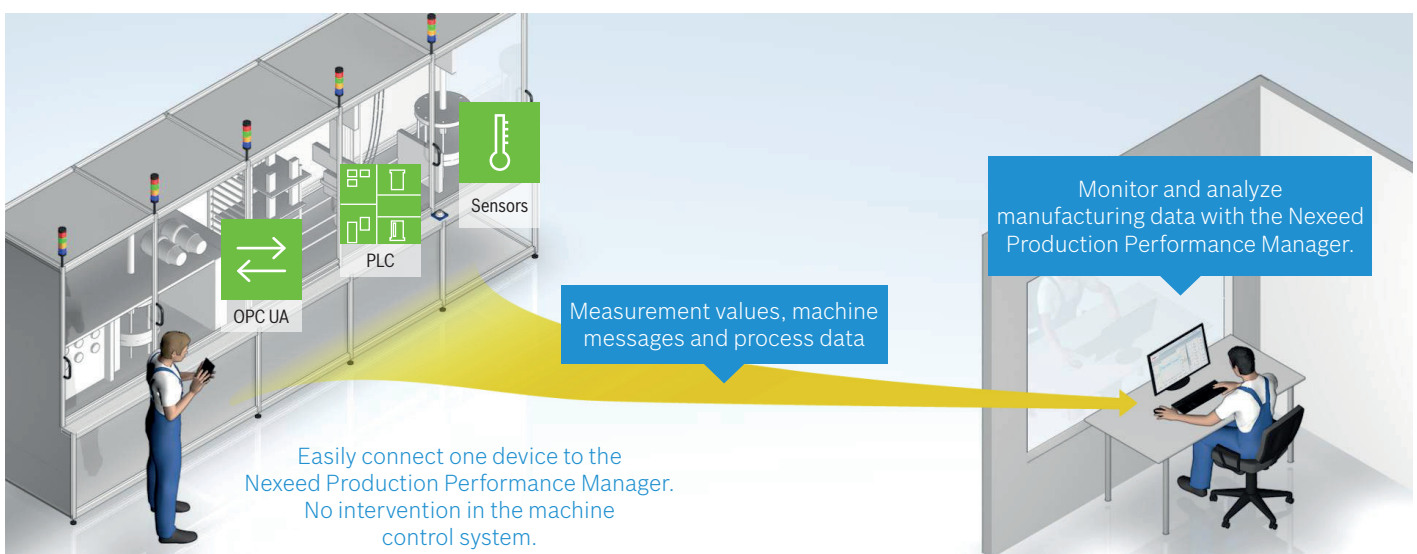 Sensors
PLC
OPC UA
Measurement values, machine
messages and process data
Monitor and analyze
manufacturing data with the Nexeed
Production Performance Manager.
Easily connect one device to the
Nexeed Production Performance Manager.
No intervention in the machine
control system.